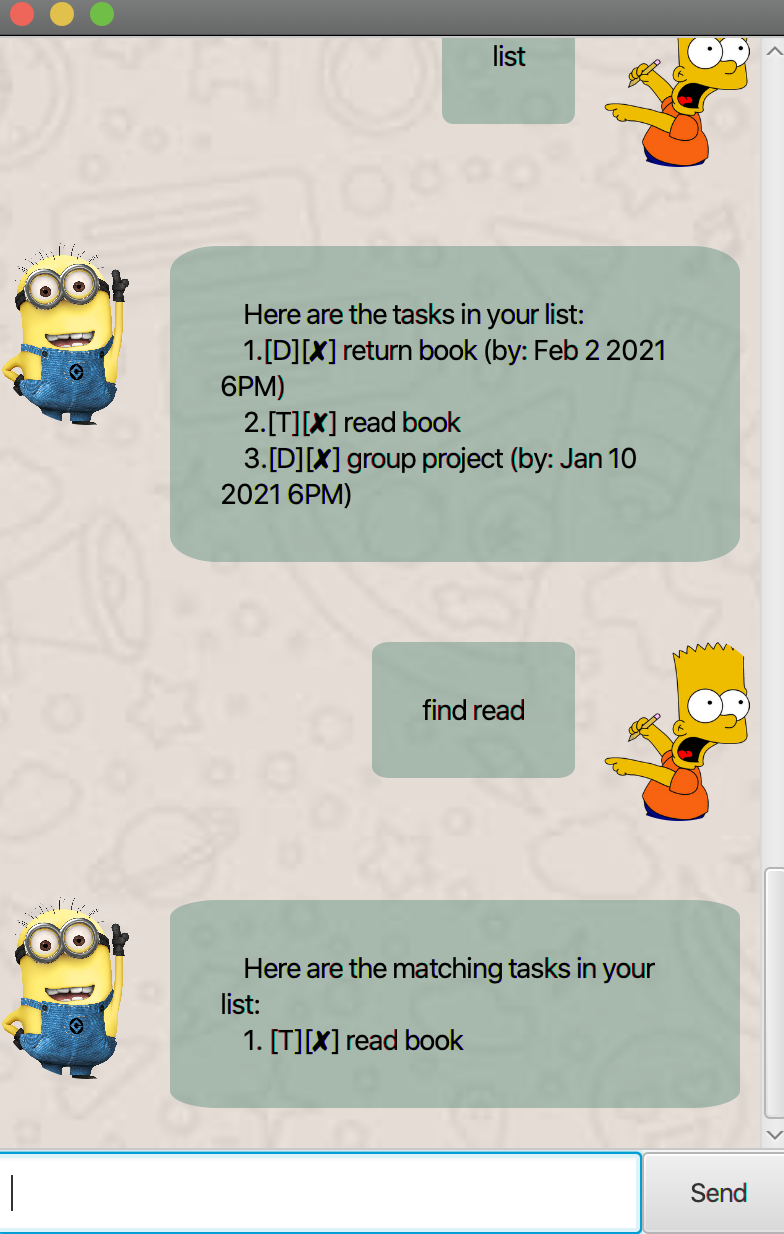 list
Here are the tasks in your list:
1.[D][✘] return book (by: Feb 2 2021
6PM)
2.[T][✘] read book
3.[D][✘] group project (by: Jan 10
2021 6PM)
find read
Here are the matching tasks in your
list:
1. [T][✘] read book
Send